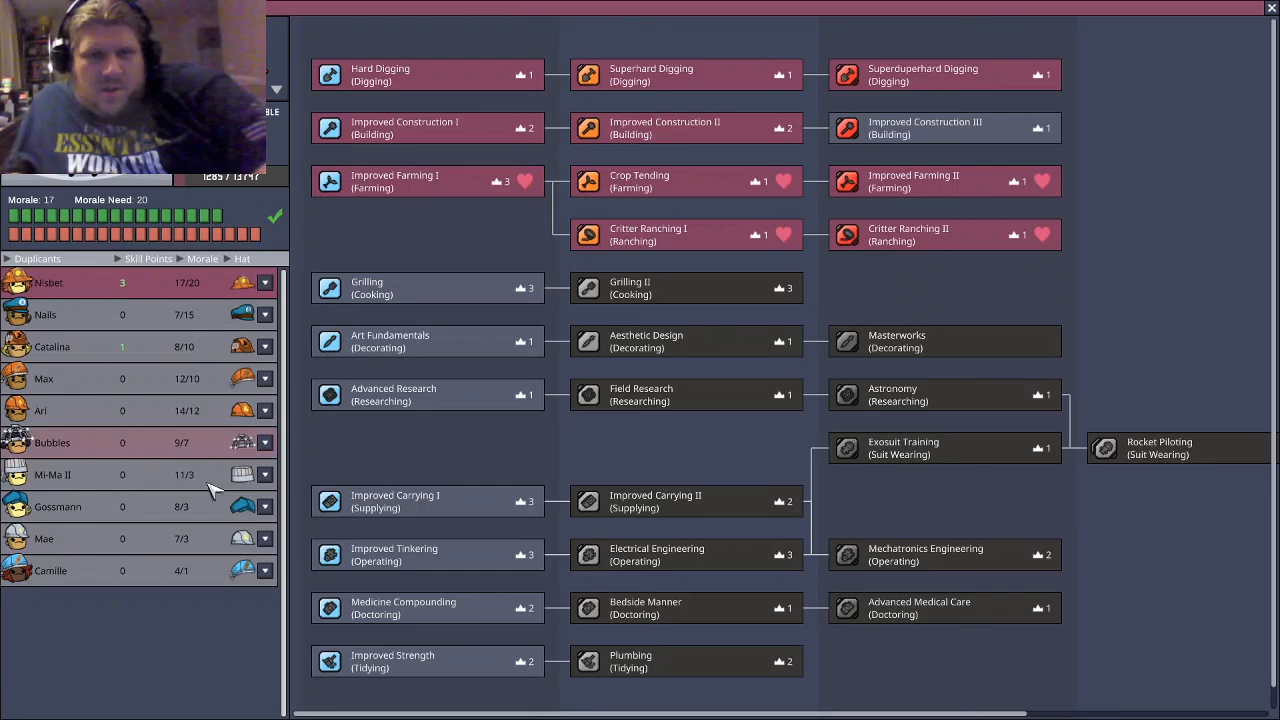 ESSENTIAL
WORKER
BLE
1285 / 13797
Morale: 17 Morale Need: 20
Duplicants Skill Points Morale Hat
Nisbet 3 17/20
Nails 0 7/15
Catalina 1 8/10
Max 0 12/10
Ari 0 14/12
Bubbles 0 9/7
Mi-Ma II 0 11/3
Gossmann 0 8/3
Mae 0 7/3
Camille 0 4/1
Hard Digging 1 Superhard Digging 1 Superduperhard Digging 1
(Digging) (Digging) (Digging)
Improved Construction I 2 Improved Construction II 2 Improved Construction III 1
(Building) (Building) (Building)
Improved Farming I 3 Crop Tending 1 Improved Farming II 1
(Farming) (Farming) (Farming)
Critter Ranching I 1 Critter Ranching II 1
(Ranching) (Ranching)
Grilling 3 Grilling II 3
(Cooking) (Cooking)
Art Fundamentals 1 Aesthetic Design 1 Masterworks
(Decorating) (Decorating) (Decorating)
Advanced Research 1 Field Research 1 Astronomy 1
(Researching) (Researching) (Researching)
Exosuit Training 1 Rocket Piloting
(Suit Wearing) (Suit Wearing)
Improved Carrying I 3 Improved Carrying II 2
(Supplying) (Supplying)
Improved Tinkering 3 Electrical Engineering 3 Mechatronics Engineering 2
(Operating) (Operating) (Operating)
Medicine Compounding 2 Bedside Manner 1 Advanced Medical Care 1
(Doctoring) (Doctoring) (Doctoring)
Improved Strength 2 Plumbing 2
(Tidying) (Tidying)